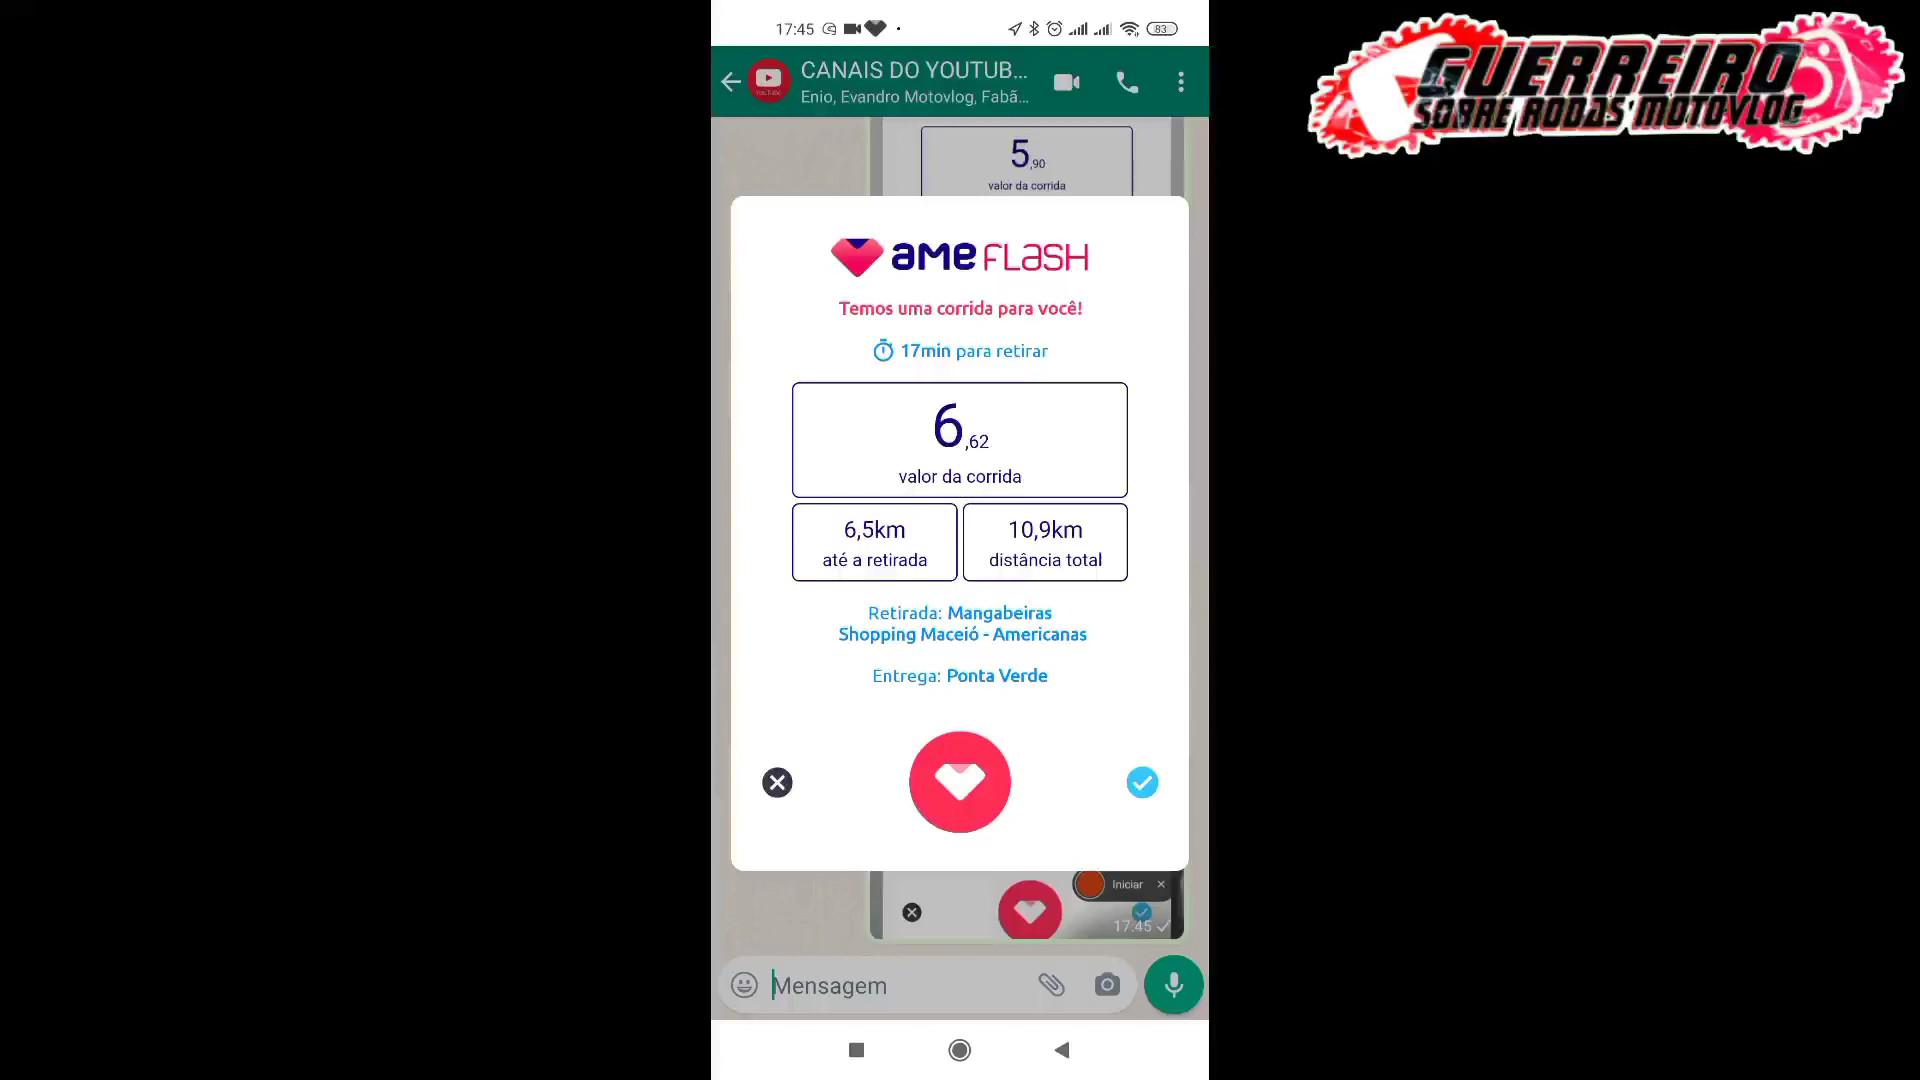 17:45
83
GUERREIRO
SOBRE RODAS MOTOVLOG
CANAIS DO YOUTUB...
Enio, Evandro Motovlog, Fabã...
YouTube
5,90
valor da corrida
ame FLASH
Temos uma corrida para você!
17min para retirar
6,62
valor da corrida
6,5km
até a retirada
10,9km
distância total
Retirada: Mangabeiras
Shopping Maceió - Americanas
Entrega: Ponta Verde
Iniciar
17:45
Mensagem